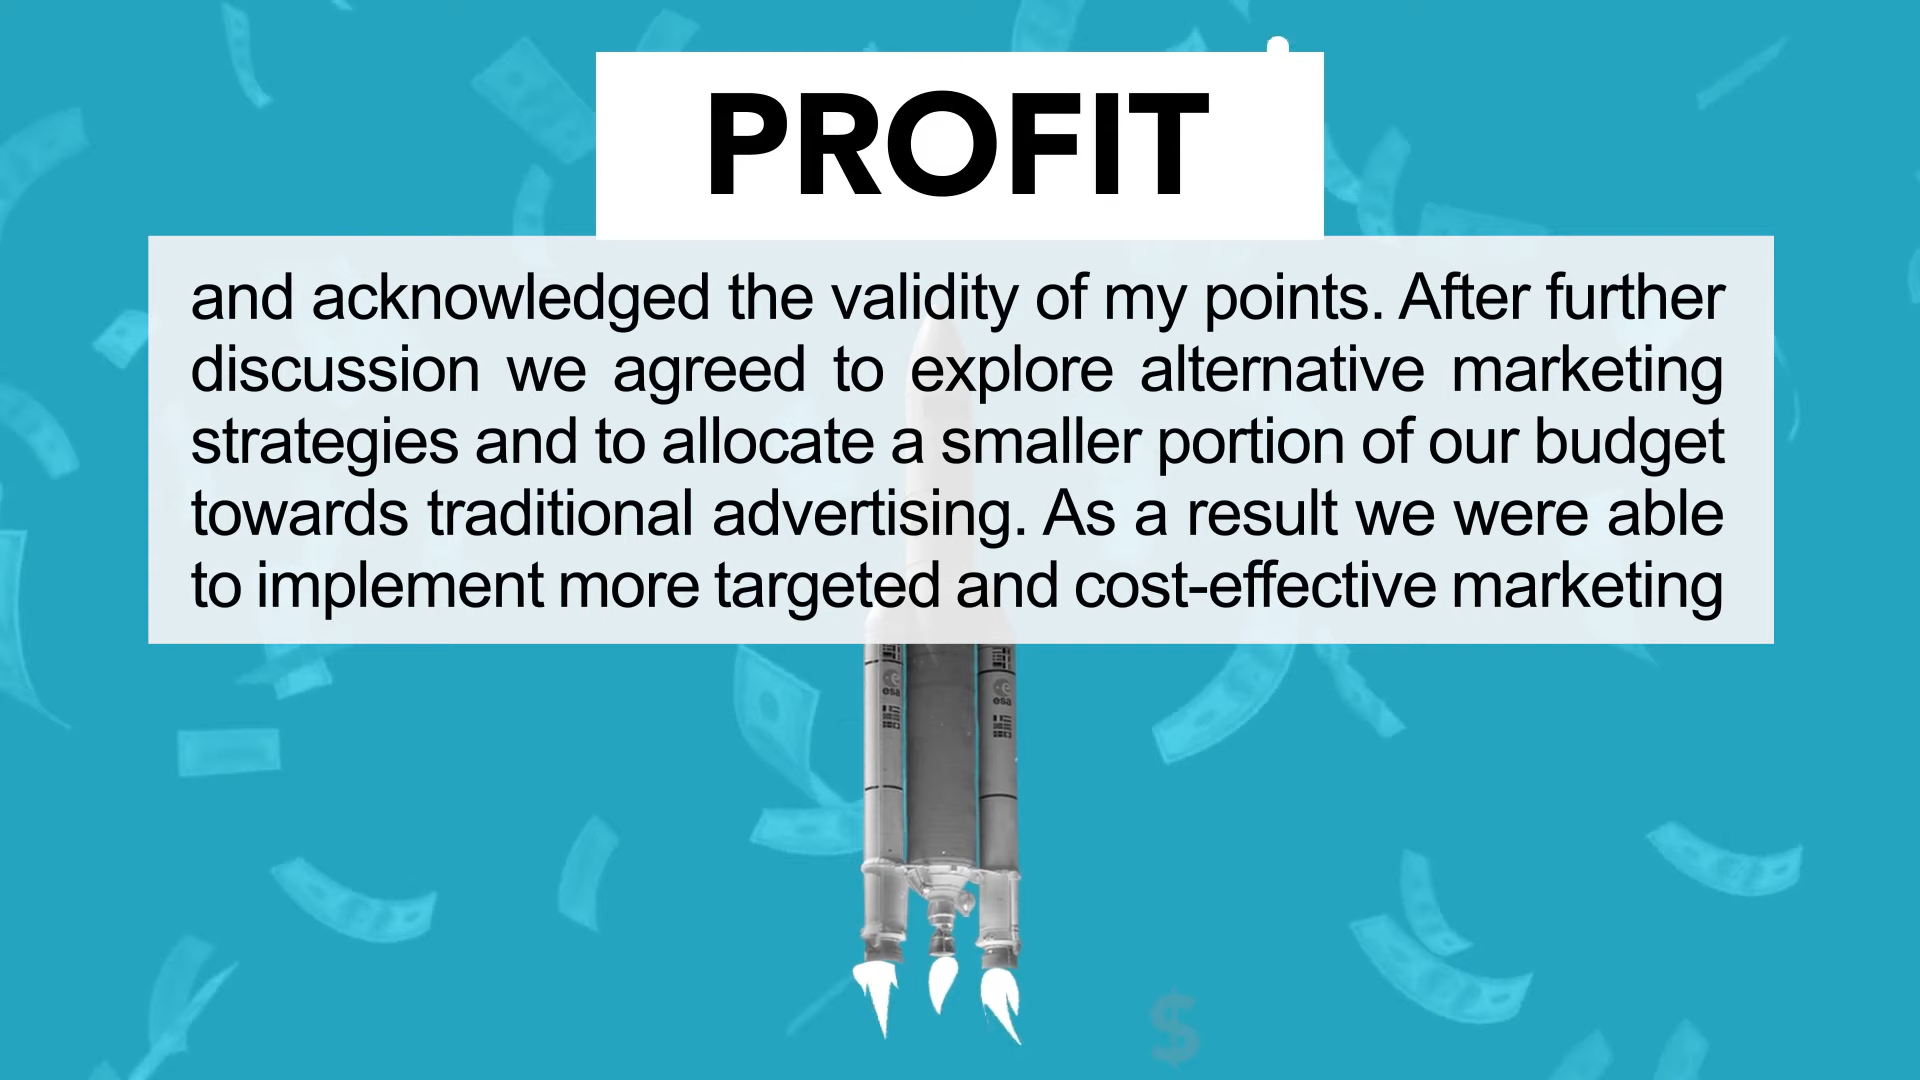 PROFIT
and acknowledged the validity of my points. After further
discussion we agreed to explore alternative marketing
strategies and to allocate a smaller portion of our budget
towards traditional advertising. As a result we were able
to implement more targeted and cost-effective marketing
esa
esa
$